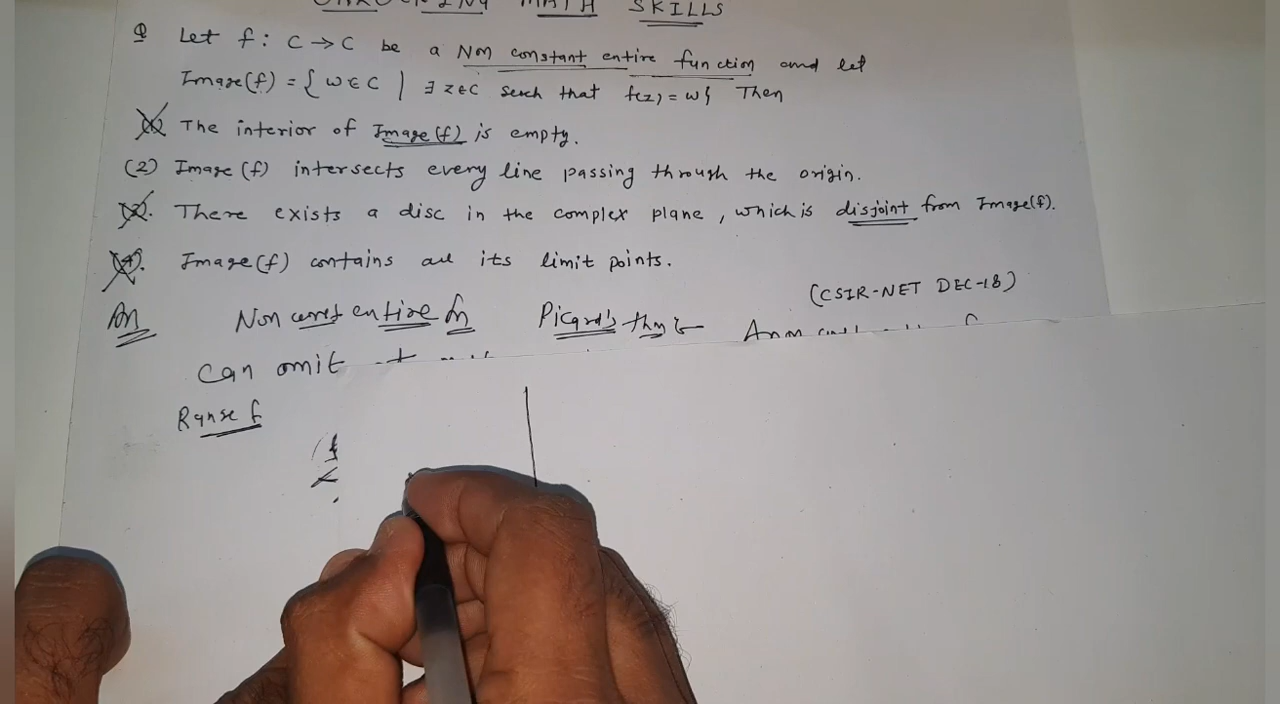 MATH SKILLS
Q Let f: C→C be a Non constant entire function and let
Image(f) = { w∈C | ∃ z∈C such that f(z) = w} Then
(1) The interior of Image(f) is empty.
(2) Image(f) intersects every line passing through the origin.
(3). There exists a disc in the complex plane, which is disjoint from Image(f).
(4). Image(f) contains all its limit points.
(CSIR-NET DEC-18)
An Non const entire fn Picard's thm :-
can omit
Range f